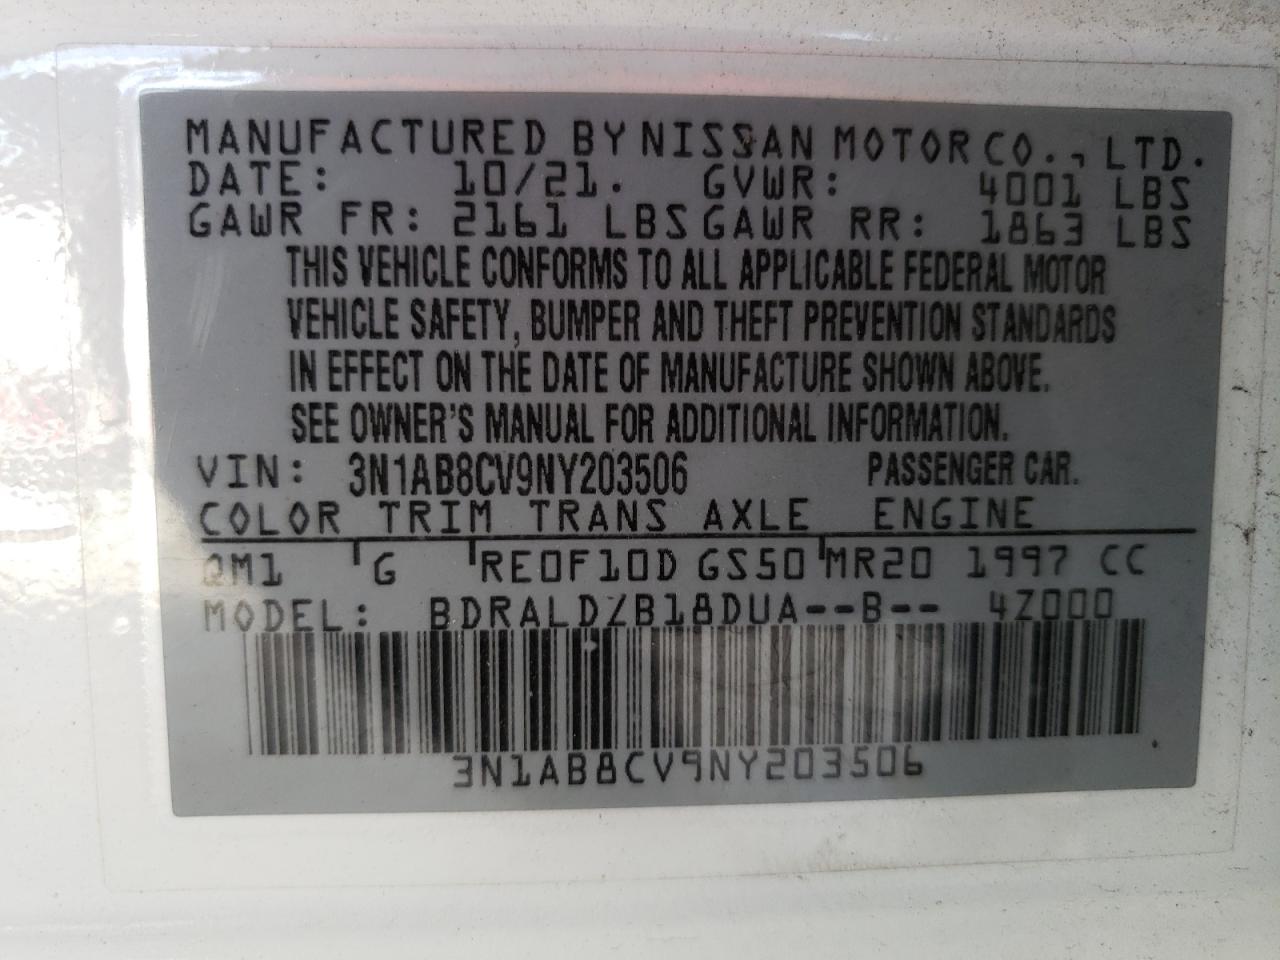 MANUFACTURED BY NISSAN MOTOR CO., LTD.
DATE: 10/21. GVWR: 4001 LBS
GAWR FR: 2161 LBS GAWR RR: 1863 LBS
THIS VEHICLE CONFORMS TO ALL APPLICABLE FEDERAL MOTOR
VEHICLE SAFETY, BUMPER AND THEFT PREVENTION STANDARDS
IN EFFECT ON THE DATE OF MANUFACTURE SHOWN ABOVE.
SEE OWNER'S MANUAL FOR ADDITIONAL INFORMATION.
VIN: 3N1AB8CV9NY203506 PASSENGER CAR.
COLOR TRIM TRANS AXLE ENGINE
QM1 G RE0F10D GS50 MR20 1997 CC
MODEL: BDRALDZB18DUA--B-- 4Z000
3N1AB8CV9NY203506